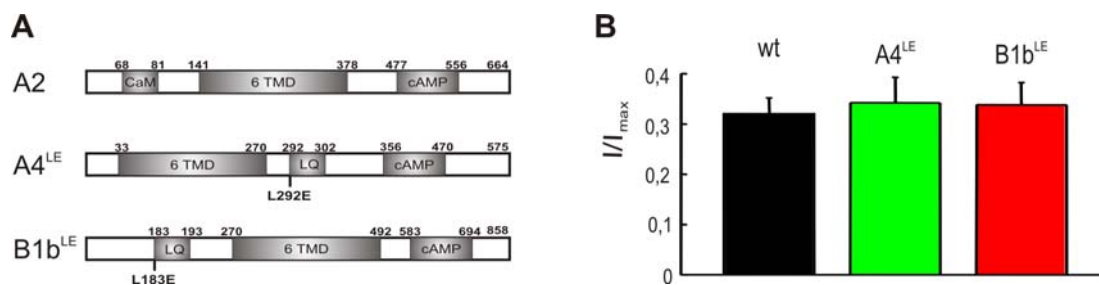 A
68 81 141 378 477 556 664
A2 CaM 6 TMD cAMP
33 270 292 302 356 470 575
A4LE 6 TMD LQ cAMP
L292E
183 193 270 492 583 694 858
B1bLE LQ 6 TMD cAMP
L183E
B
wt A4LE B1bLE
I/Imax
0,4
0,3
0,2
0,1
0